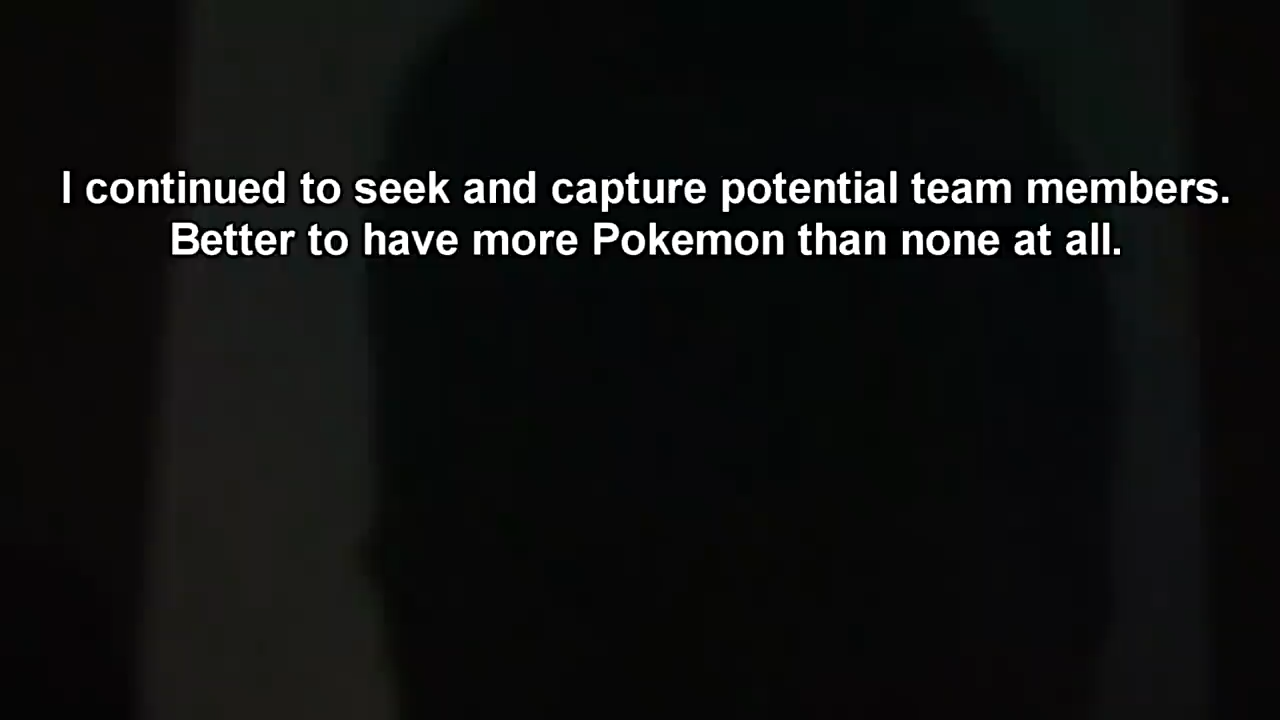 I continued to seek and capture potential team members.
Better to have more Pokemon than none at all.